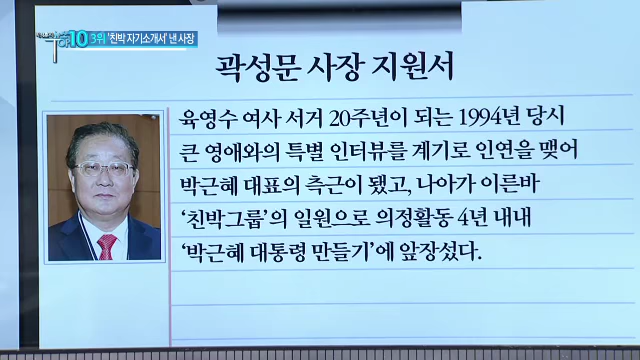 10 3위 '친박 자기소개서' 낸 사장
곽성문 사장 지원서
육영수 여사 서거 20주년이 되는 1994년 당시
큰 영애와의 특별 인터뷰를 계기로 인연을 맺어
박근혜 대표의 측근이 됐고, 나아가 이른바
'친박그룹'의 일원으로 의정활동 4년 내내
'박근혜 대통령 만들기'에 앞장섰다.